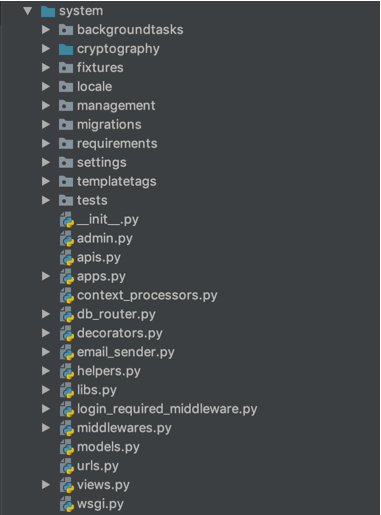 system
backgroundtasks
cryptography
fixtures
locale
management
migrations
requirements
settings
templatetags
tests
__init__.py
admin.py
apis.py
apps.py
context_processors.py
db_router.py
decorators.py
email_sender.py
helpers.py
libs.py
login_required_middleware.py
middlewares.py
models.py
urls.py
views.py
wsgi.py